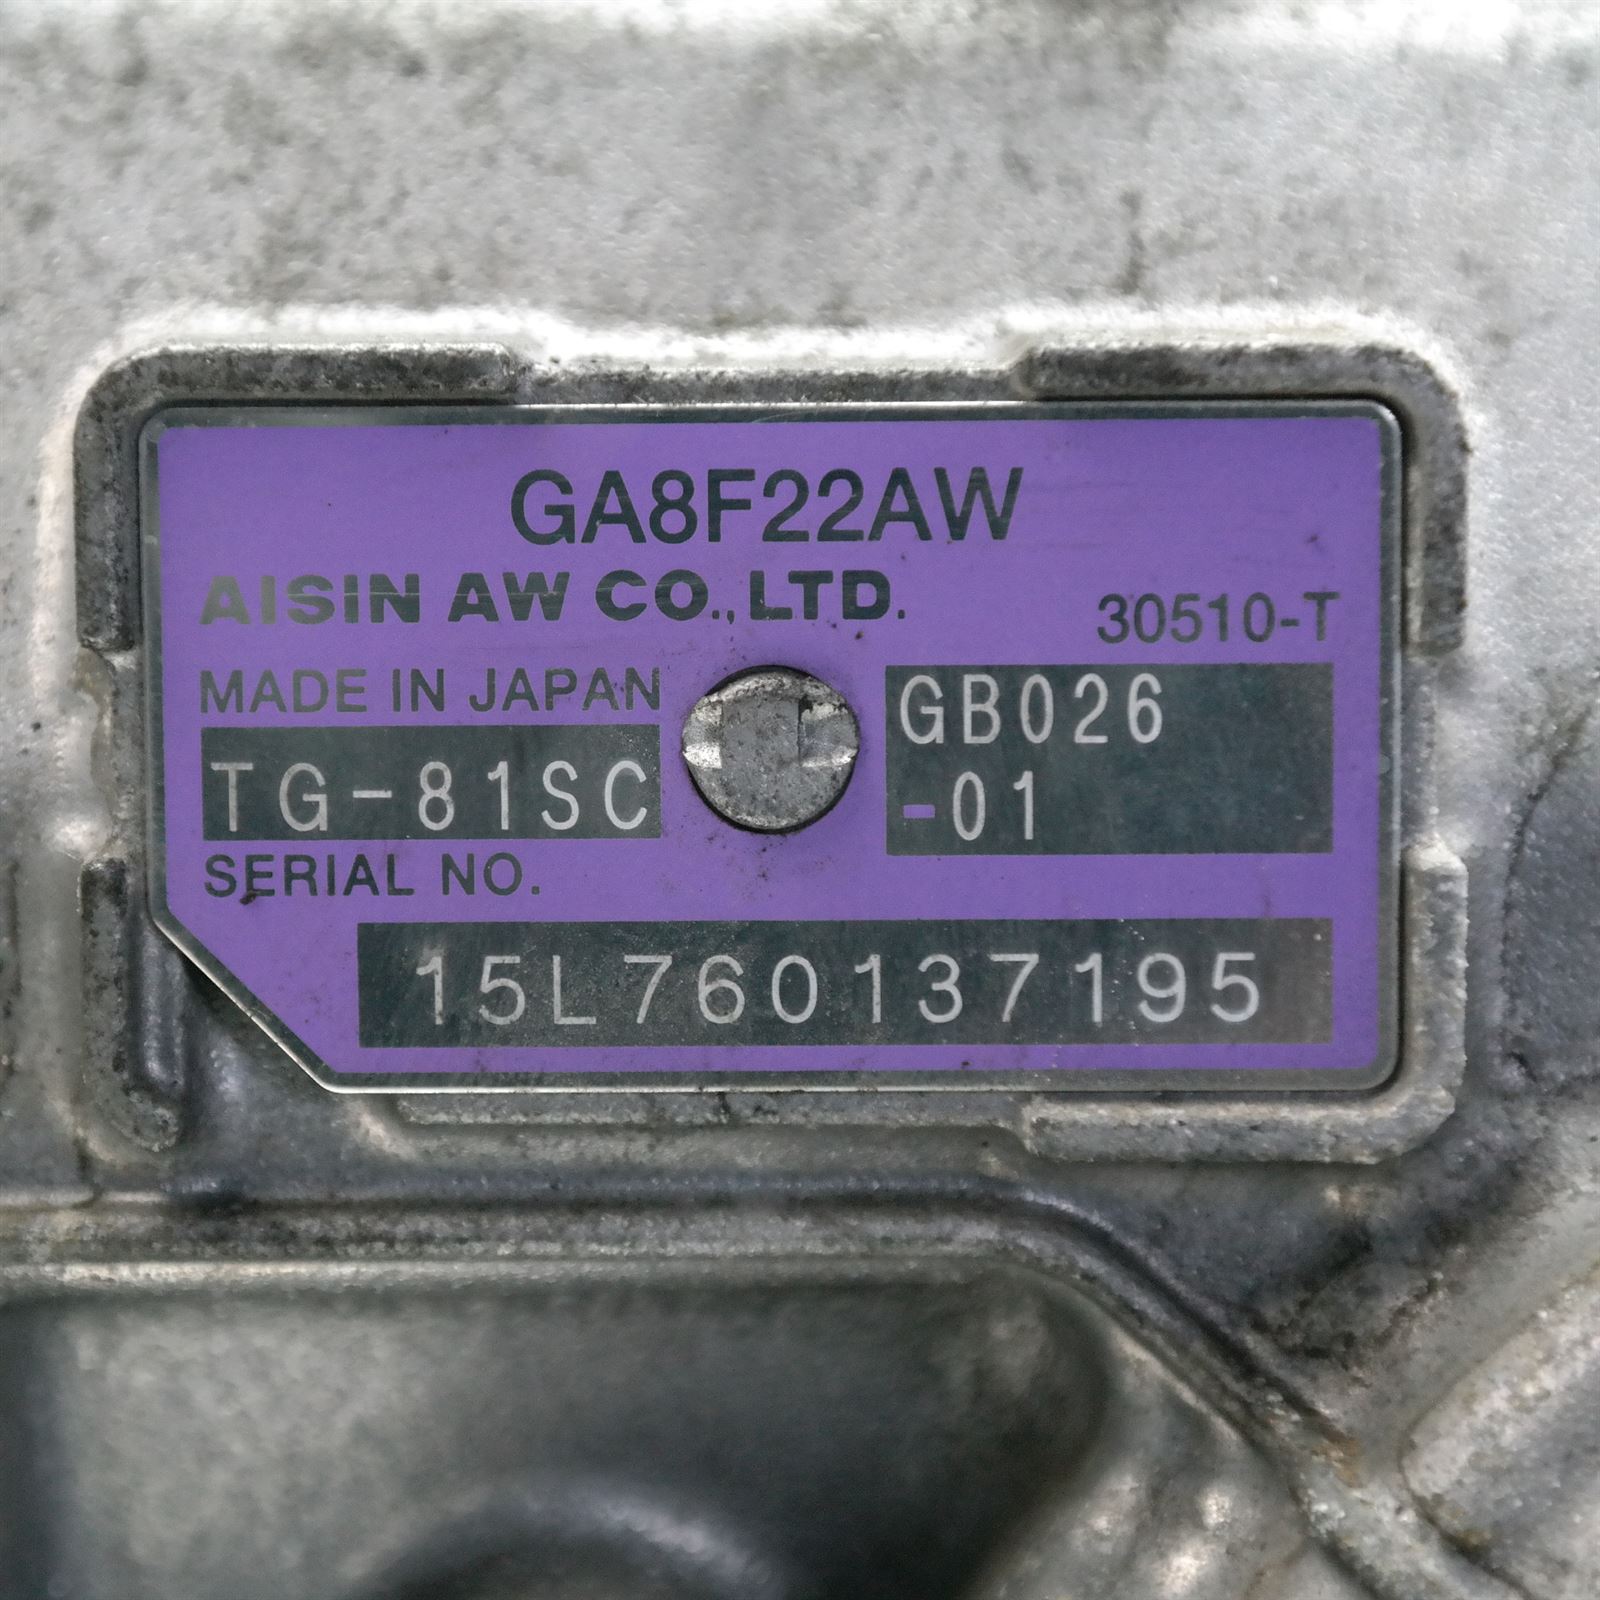 GA8F22AW
AISIN AW CO.,LTD.
30510-T
MADE IN JAPAN
GB026
-01
TG-81SC
SERIAL NO.
15L760137195